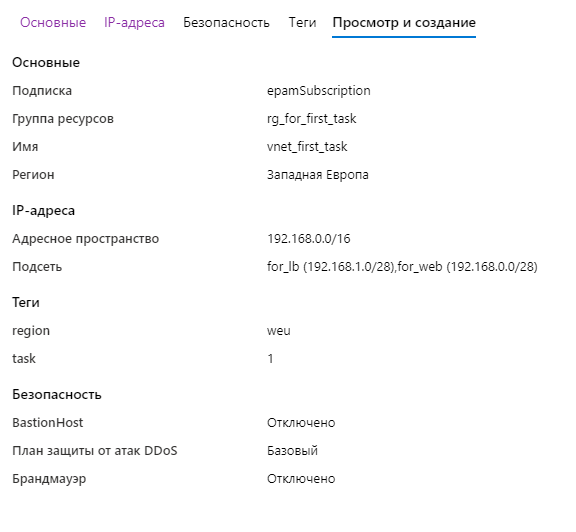 Основные IP-адреса Безопасность Теги Просмотр и создание
Основные
Подписка epamSubscription
Группа ресурсов rg_for_first_task
Имя vnet_first_task
Регион Западная Европа
IP-адреса
Адресное пространство 192.168.0.0/16
Подсеть for_lb (192.168.1.0/28),for_web (192.168.0.0/28)
Теги
region weu
task 1
Безопасность
BastionHost Отключено
План защиты от атак DDoS Базовый
Брандмауэр Отключено